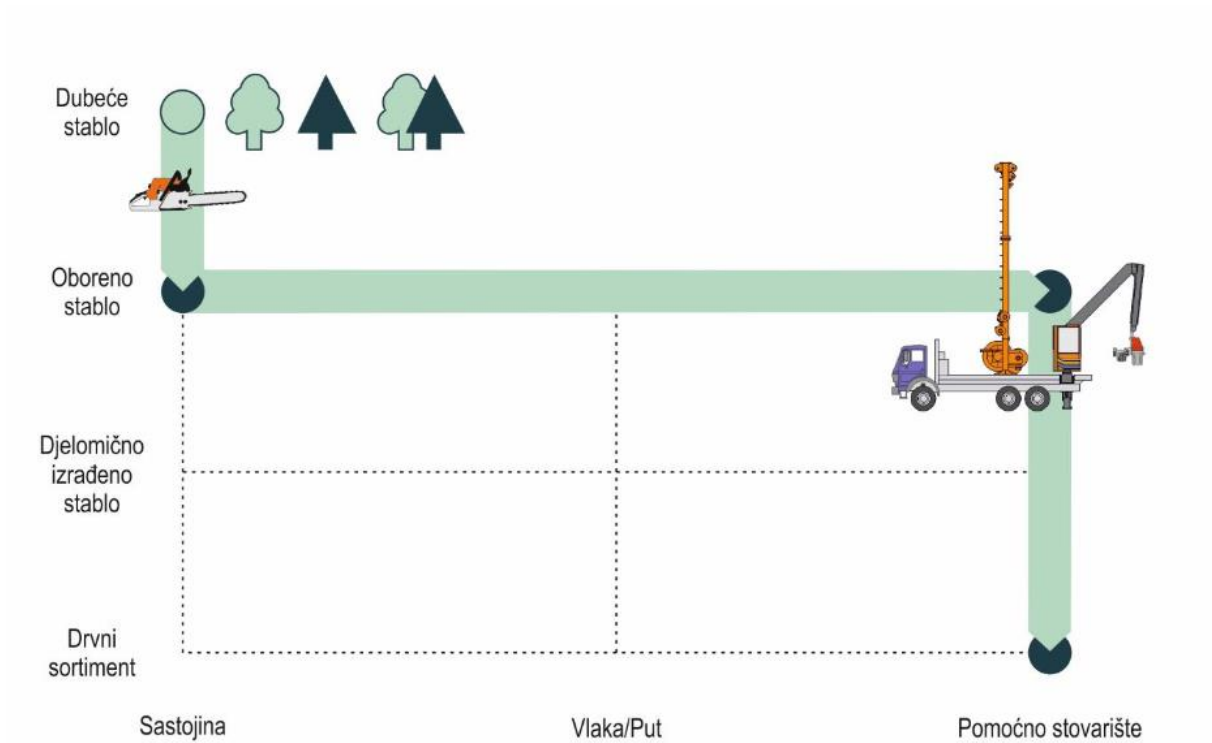 Dubeće
stablo
Oboreno
stablo
Djelomično
izrađeno
stablo
Drvni
sortiment
Sastojina
Vlaka/Put
Pomoćno stovarište